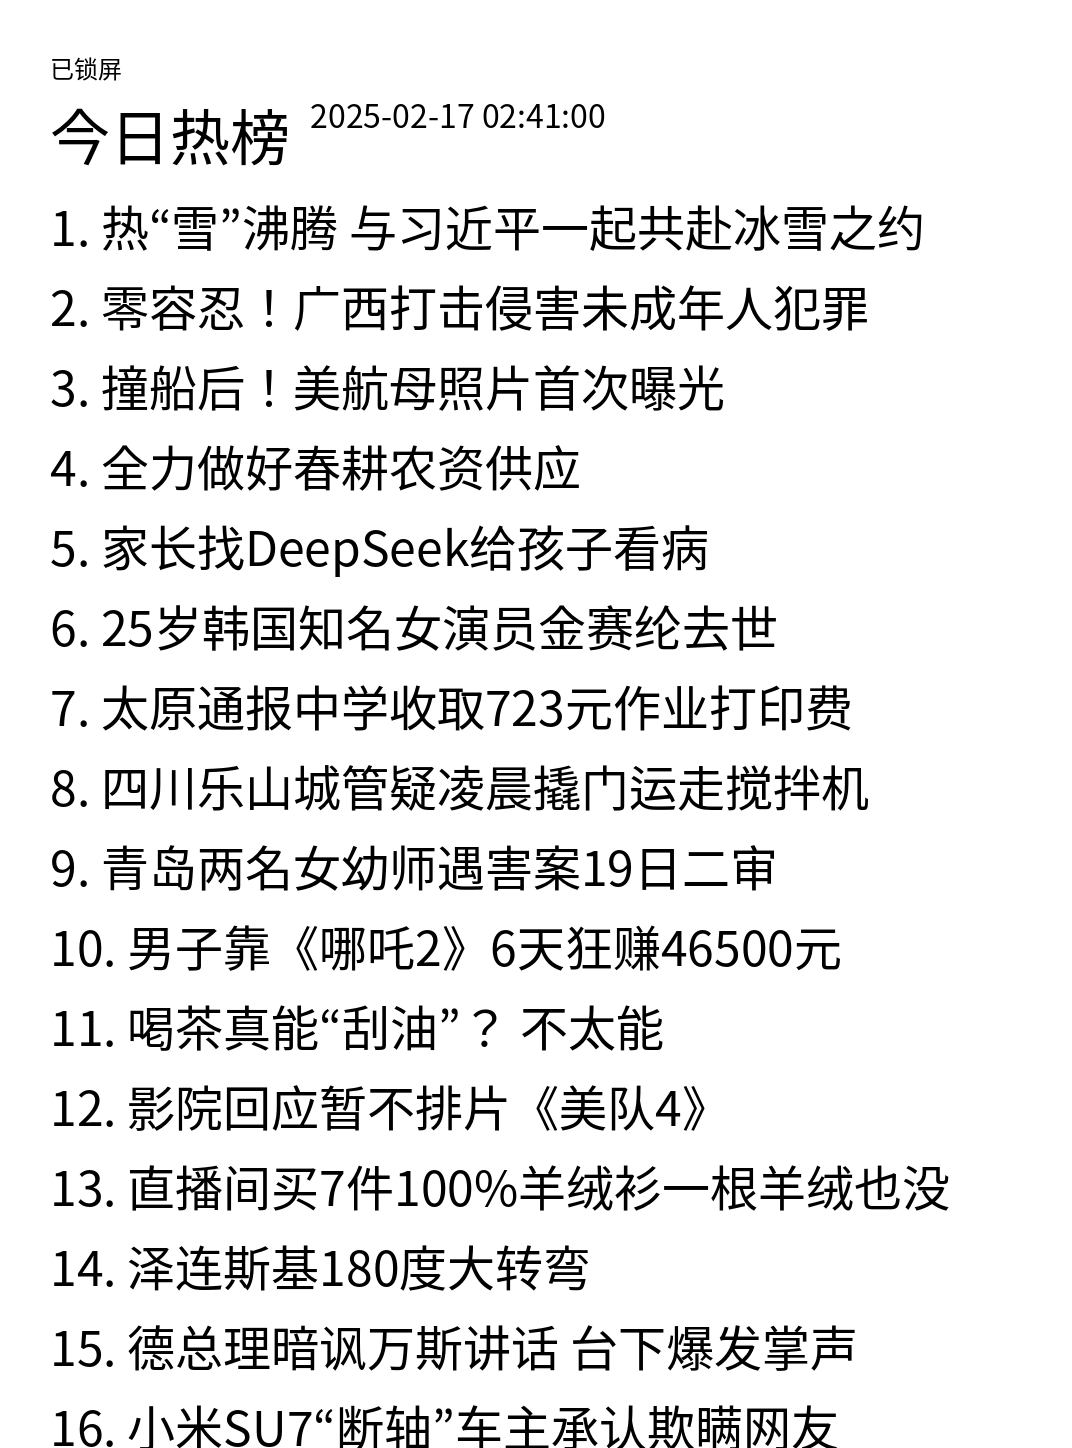 已锁屏
今日热榜 2025-02-17 02:41:00
1. 热“雪”沸腾 与习近平一起共赴冰雪之约
2. 零容忍！广西打击侵害未成年人犯罪
3. 撞船后！美航母照片首次曝光
4. 全力做好春耕农资供应
5. 家长找DeepSeek给孩子看病
6. 25岁韩国知名女演员金赛纶去世
7. 太原通报中学收取723元作业打印费
8. 四川乐山城管疑凌晨撬门运走搅拌机
9. 青岛两名女幼师遇害案19日二审
10. 男子靠《哪吒2》6天狂赚46500元
11. 喝茶真能“刮油”？ 不太能
12. 影院回应暂不排片《美队4》
13. 直播间买7件100%羊绒衫一根羊绒也没
14. 泽连斯基180度大转弯
15. 德总理暗讽万斯讲话 台下爆发掌声
16. 小米SU7“断轴”车主承认欺瞒网友